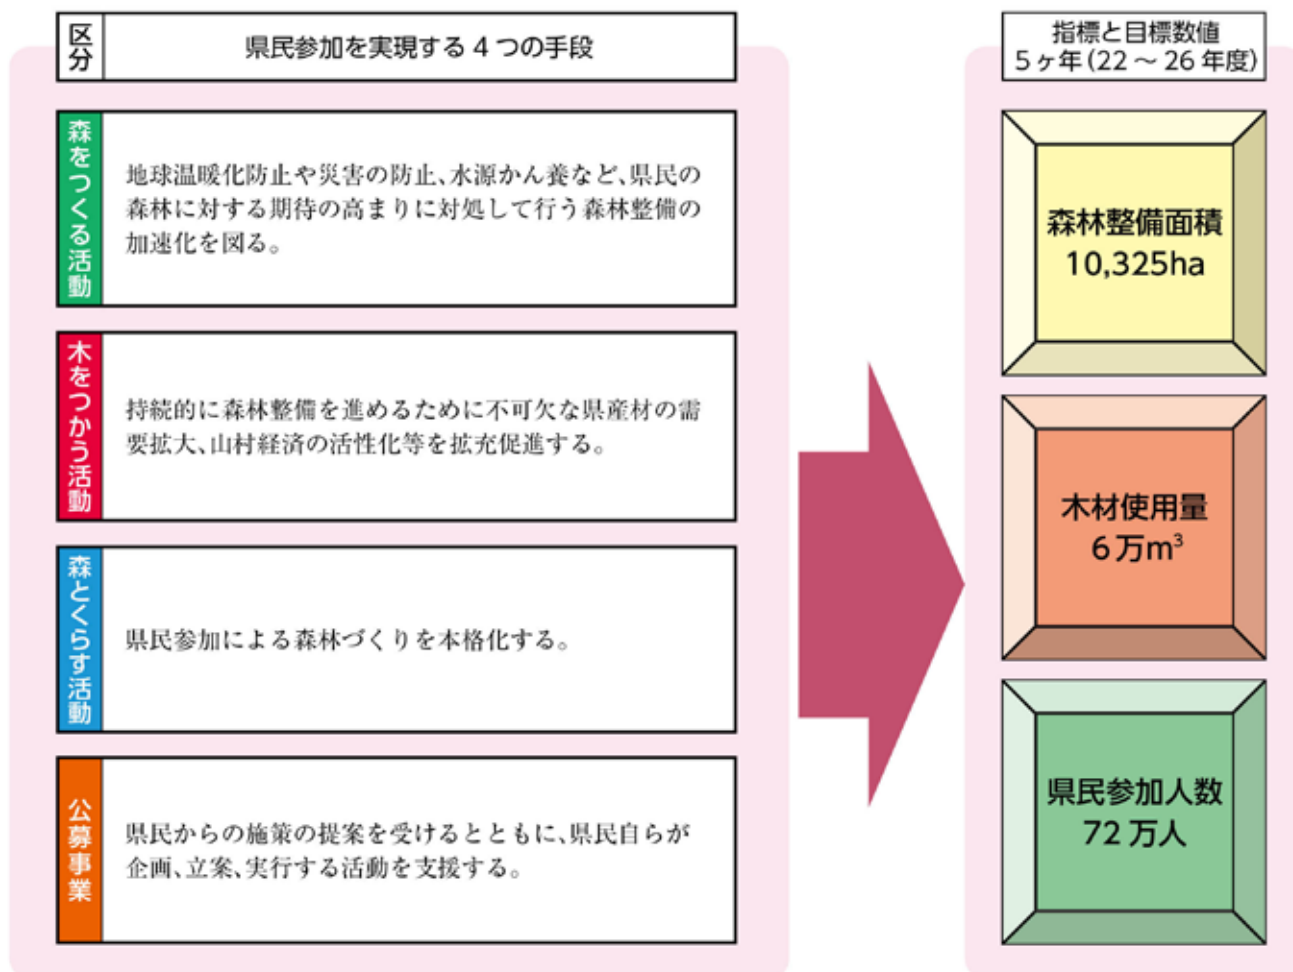 区分
県民参加を実現する4つの手段
森をつくる活動
地球温暖化防止や災害の防止、水源かん養など、県民の
森林に対する期待の高まりに対処して行う森林整備の
加速化を図る。
木をつかう活動
持続的に森林整備を進めるために不可欠な県産材の需
要拡大、山村経済の活性化等を拡充促進する。
森とくらす活動
県民参加による森林づくりを本格化する。
公募事業
県民からの施策の提案を受けるとともに、県民自らが
企画、立案、実行する活動を支援する。
指標と目標数値
5ヶ年(22～26年度)
森林整備面積
10,325ha
木材使用量
6万m³
県民参加人数
72万人